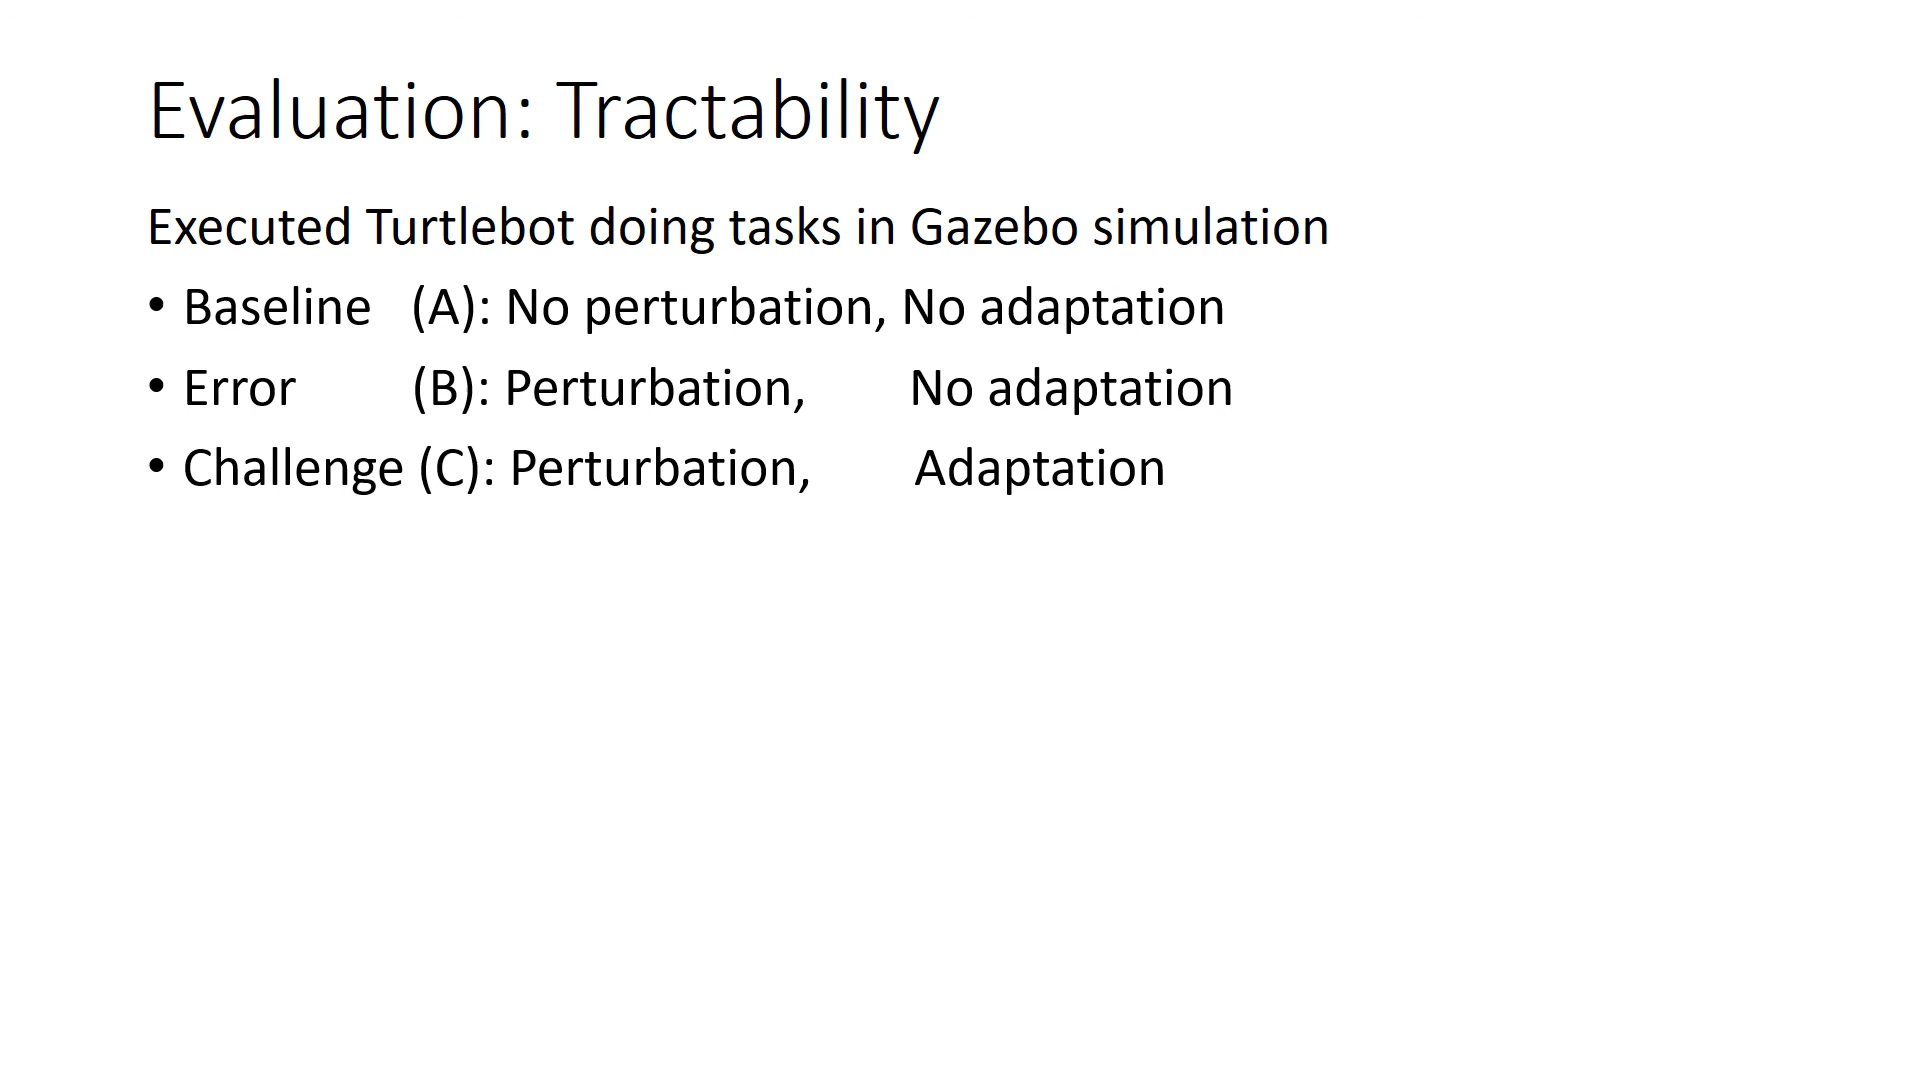 Evaluation: Tractability
Executed Turtlebot doing tasks in Gazebo simulation
• Baseline (A): No perturbation, No adaptation
• Error (B): Perturbation, No adaptation
• Challenge (C): Perturbation, Adaptation